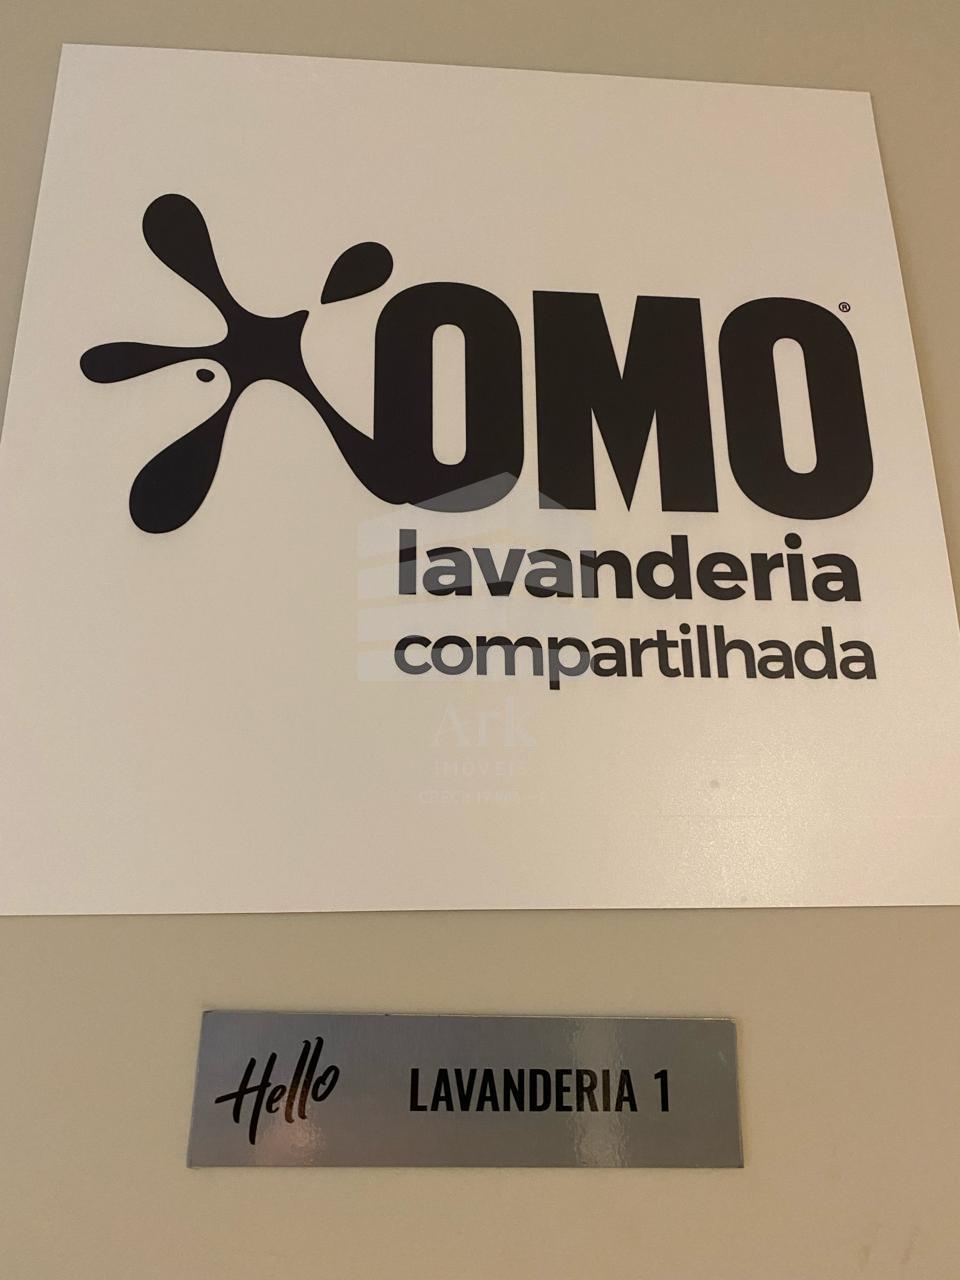 OMO®
lavanderia
compartilhada
Ark
IMÓVEIS
Hello LAVANDERIA 1